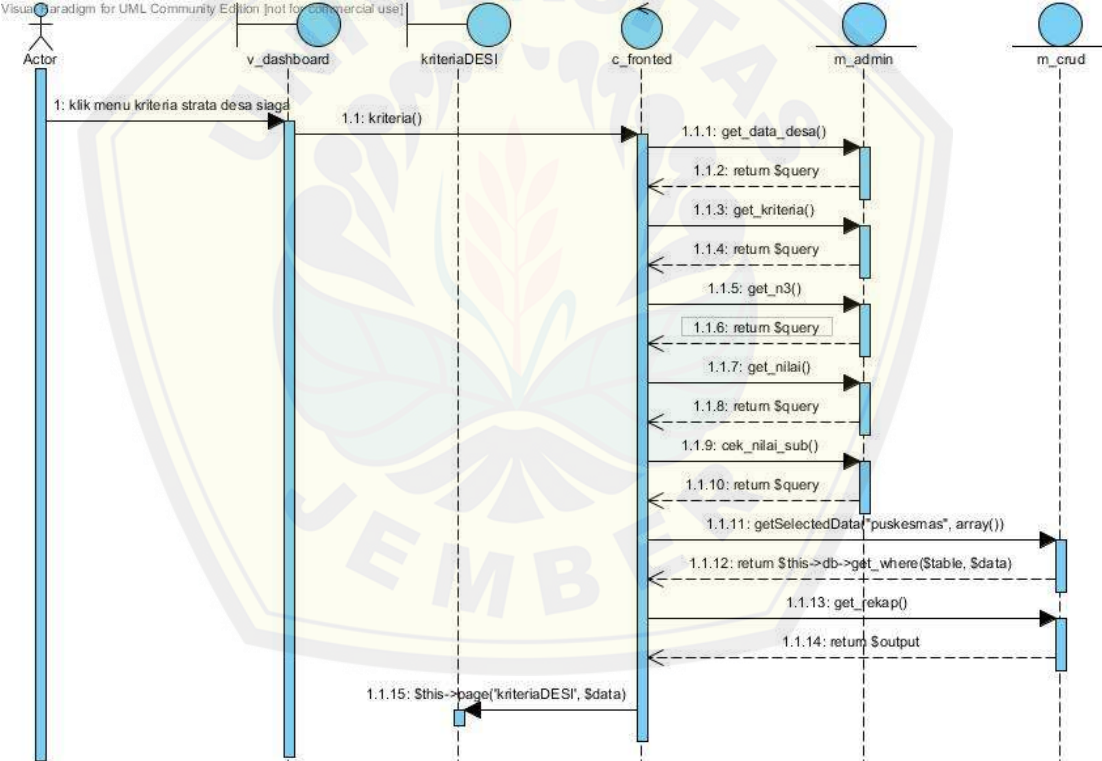 Visual Paradigm for UML Community Edition [not for commercial use]
Actor
v_dashboard
kriteriaDESI
c_fronted
m_admin
m_crud
1: klik menu kriteria strata desa siaga
1.1: kriteria()
1.1.1: get_data_desa()
1.1.2: return $query
1.1.3: get_kriteria()
1.1.4: return $query
1.1.5: get_n3()
1.1.6: return $query
1.1.7: get_nilai()
1.1.8: return $query
1.1.9: cek_nilai_sub()
1.1.10: return $query
1.1.11: getSelectedData("puskesmas", array())
1.1.12: return $this->db->get_where($table, $data)
1.1.13: get_rekap()
1.1.14: return $output
1.1.15: $this->page('kriteriaDESI', $data)
UNIVERSITAS
JEMBER